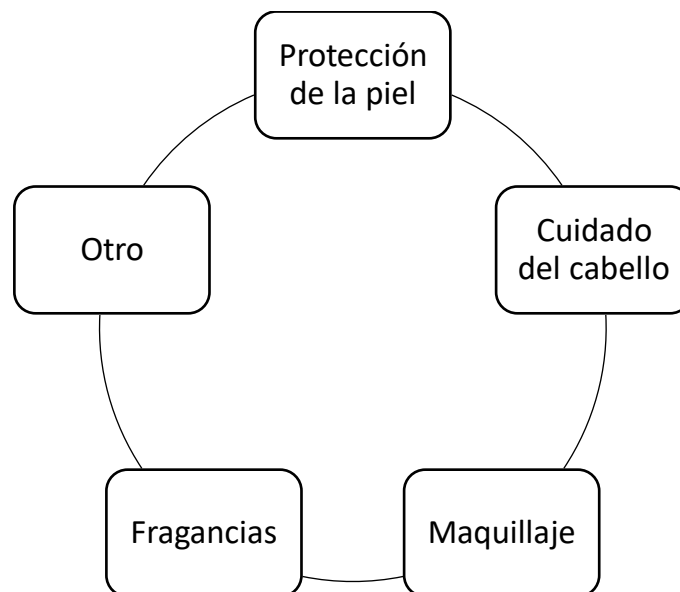 Protección
de la piel
Cuidado
del cabello
Maquillaje
Fragancias
Otro